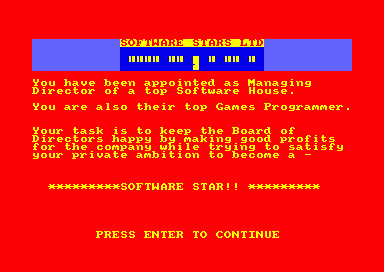 SOFTWARE STARS LTD
You have been appointed as Managing
Director of a top Software House.
You are also their top Games Programmer.
Your task is to keep the Board of
Directors happy by making good profits
for the company while trying to satisfy
your private ambition to become a -
*********SOFTWARE STAR!! *********
PRESS ENTER TO CONTINUE